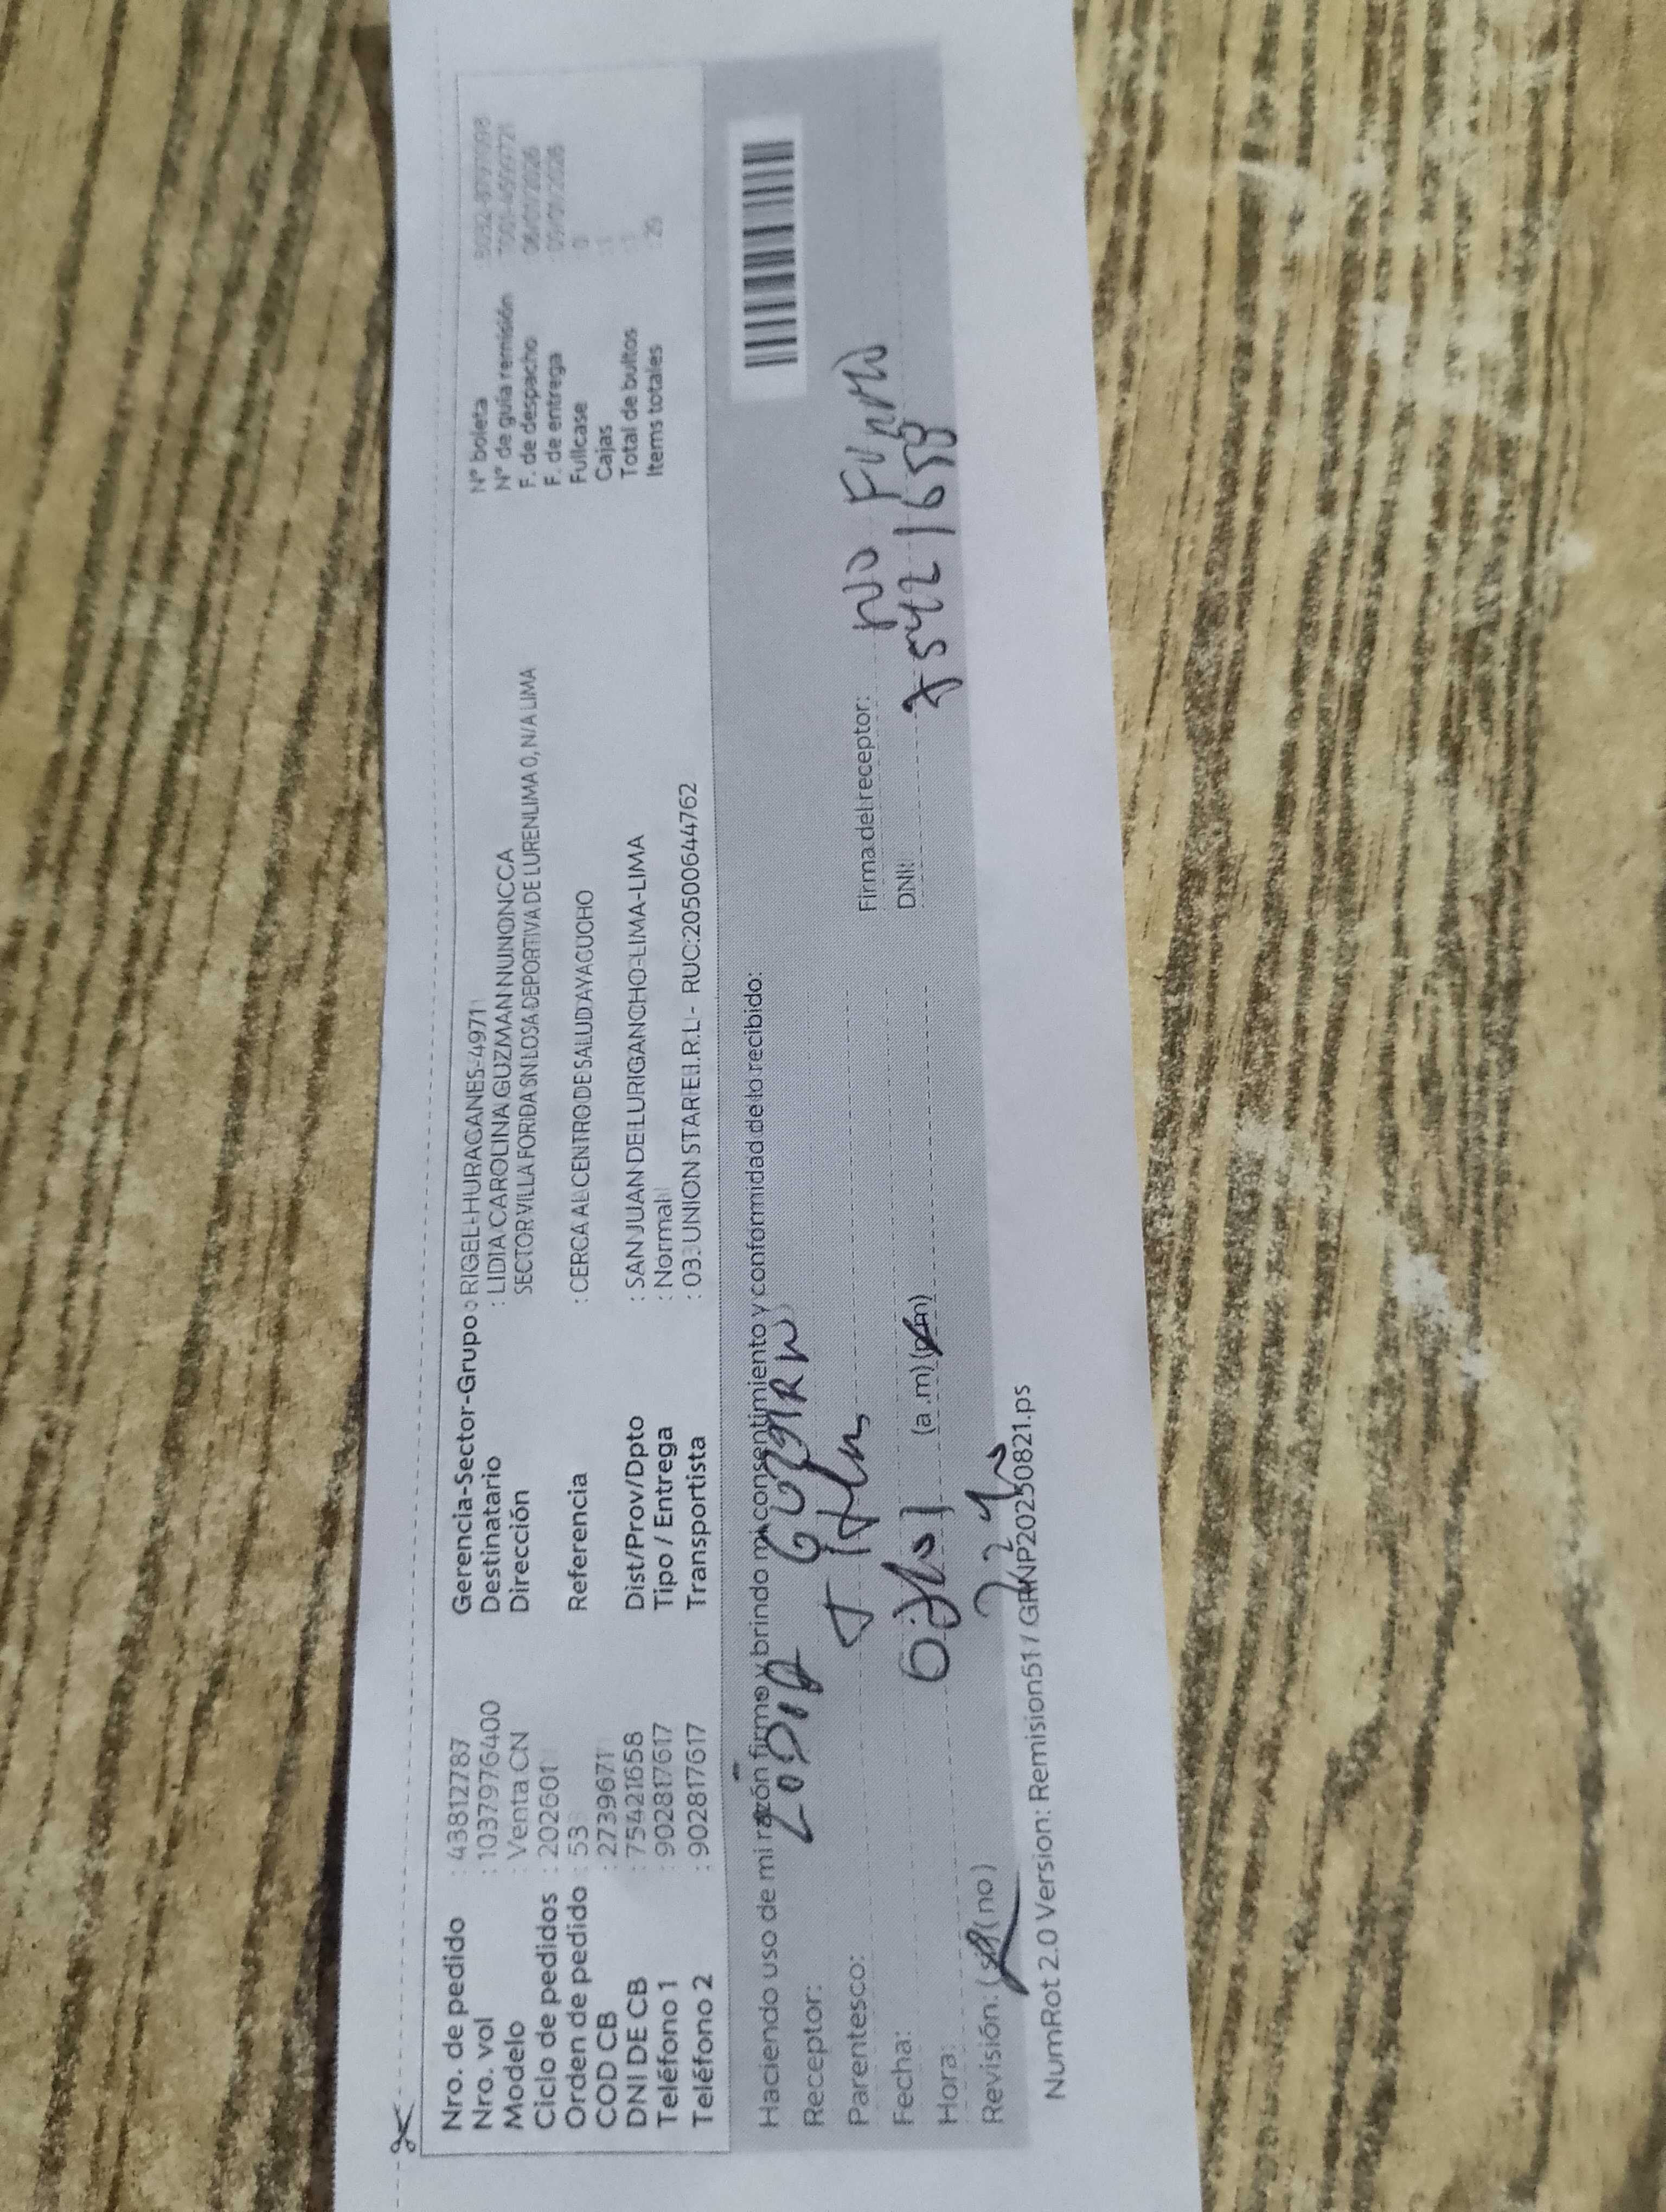 Nro. de pedido : 43812787
Nro. vol : 1037976400
Modelo : Venta CN
Ciclo de pedidos : 202601
Orden de pedido : 53
COD CB : 2739671
DNI DE CB : 75421658
Teléfono 1 : 902817617
Teléfono 2 : 902817617
Gerencia-Sector-Grupo : RIGEL-HURACANES-4971
Destinatario : LIDIA CAROLINA GUZMAN NUNONCCA
Dirección SECTOR VILLA FORIDA SN LOSA DEPORTIVA DE LURENLIMA 0, N/A LIMA
Referencia : CERCA AL CENTRO DE SALUD AYACUCHO
Dist/Prov/Dpto : SAN JUAN DE LURIGANCHO-LIMA-LIMA
Tipo / Entrega : Normal
Transportista : 03. UNION STAR E.I.R.L - RUC:20500644762
N° boleta
N° de guía remisión
F. de despacho
F. de entrega
Fullcase : 0
Cajas
Total de bultos
Items totales 29
Haciendo uso de mi razón firmo y brindo mi consentimiento y conformidad de lo recibido:
Receptor: LIDIA
Parentesco:
Fecha:
Hora: (a.m) (p.m)
Revisión: (si) (no)
Firma del receptor: NO
DNI: 75421658
NumRot 2.0 Version: Remision51 / GRNP20250821.ps